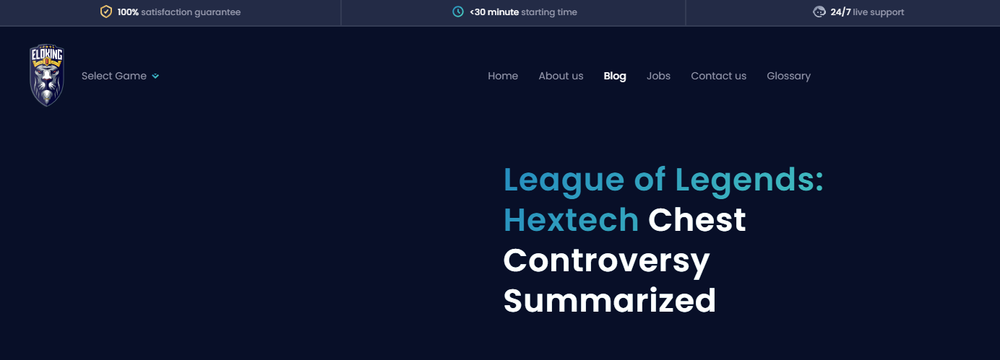 100% satisfaction guarantee
<30 minute starting time
24/7 live support
ELOKING
Select Game
Home
About us
Blog
Jobs
Contact us
Glossary
League of Legends:
Hextech Chest
Controversy
Summarized